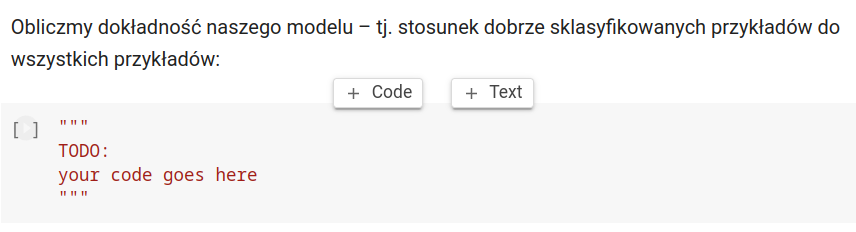 Obliczmy dokładność naszego modelu – tj. stosunek dobrze sklasyfikowanych przykładów do
wszystkich przykładów:
+ Code + Text
[ ] """
TODO:
your code goes here
"""